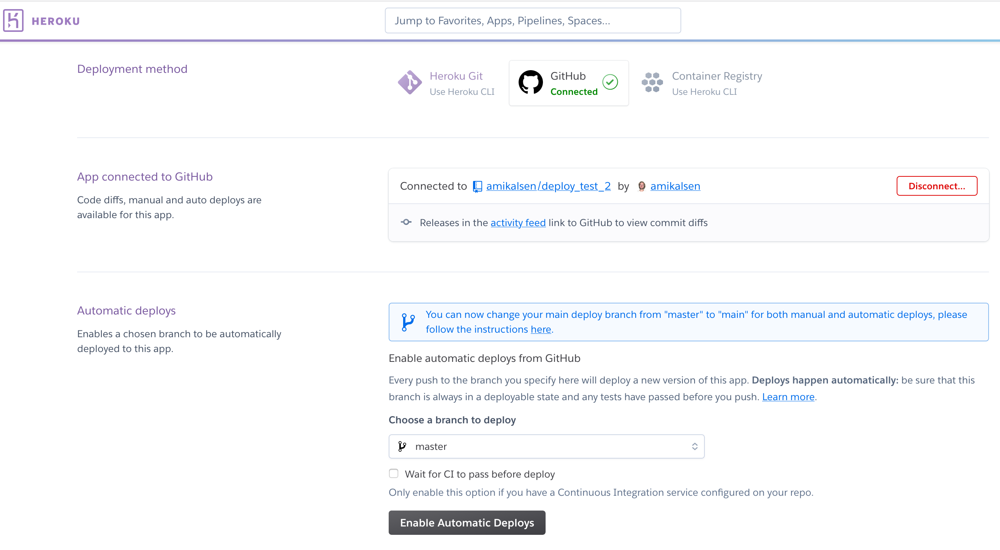 HEROKU
Jump to Favorites, Apps, Pipelines, Spaces...
Deployment method
Heroku Git
Use Heroku CLI
GitHub
Connected
Container Registry
Use Heroku CLI
App connected to GitHub
Code diffs, manual and auto deploys are
available for this app.
Connected to amikalsen/deploy_test_2 by amikalsen
Disconnect...
Releases in the activity feed link to GitHub to view commit diffs
Automatic deploys
Enables a chosen branch to be automatically
deployed to this app.
You can now change your main deploy branch from "master" to "main" for both manual and automatic deploys, please
follow the instructions here.
Enable automatic deploys from GitHub
Every push to the branch you specify here will deploy a new version of this app. Deploys happen automatically: be sure that this
branch is always in a deployable state and any tests have passed before you push. Learn more.
Choose a branch to deploy
master
Wait for CI to pass before deploy
Only enable this option if you have a Continuous Integration service configured on your repo.
Enable Automatic Deploys